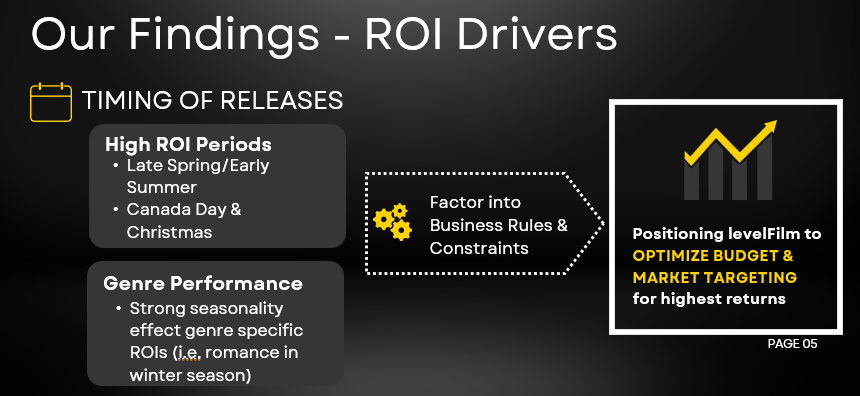 Our Findings - ROI Drivers
TIMING OF RELEASES
High ROI Periods
• Late Spring/Early
Summer
• Canada Day &
Christmas
Genre Performance
• Strong seasonality
effect genre specific
ROIs (i.e. romance in
winter season)
Factor into
Business Rules &
Constraints
Positioning levelFilm to
OPTIMIZE BUDGET &
MARKET TARGETING
for highest returns
PAGE 05